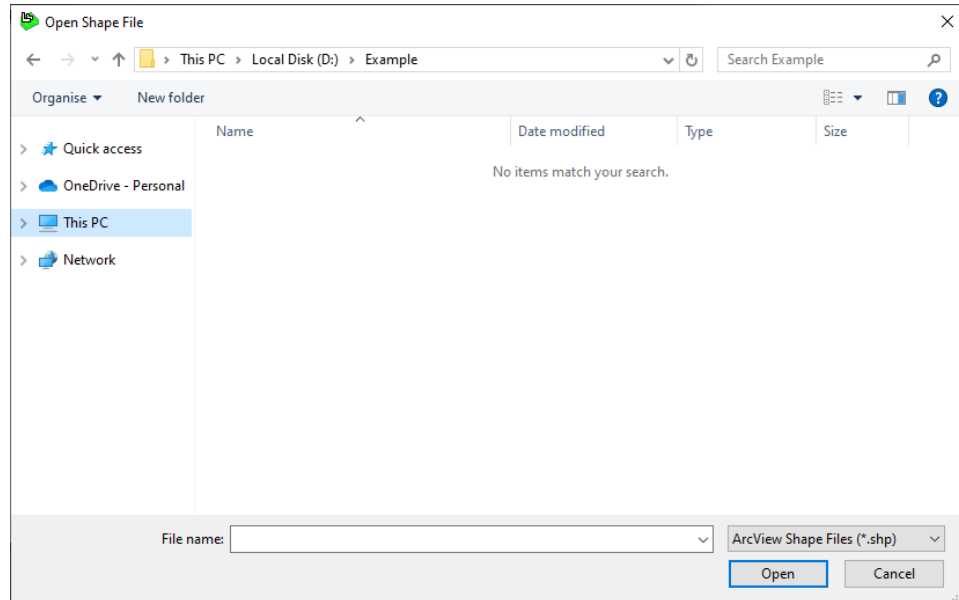 Open Shape File
This PC > Local Disk (D:) > Example
Search Example
Organise
New folder
Name
Date modified
Type
Size
Quick access
No items match your search.
OneDrive - Personal
This PC
Network
File name:
ArcView Shape Files (*.shp)
Open
Cancel